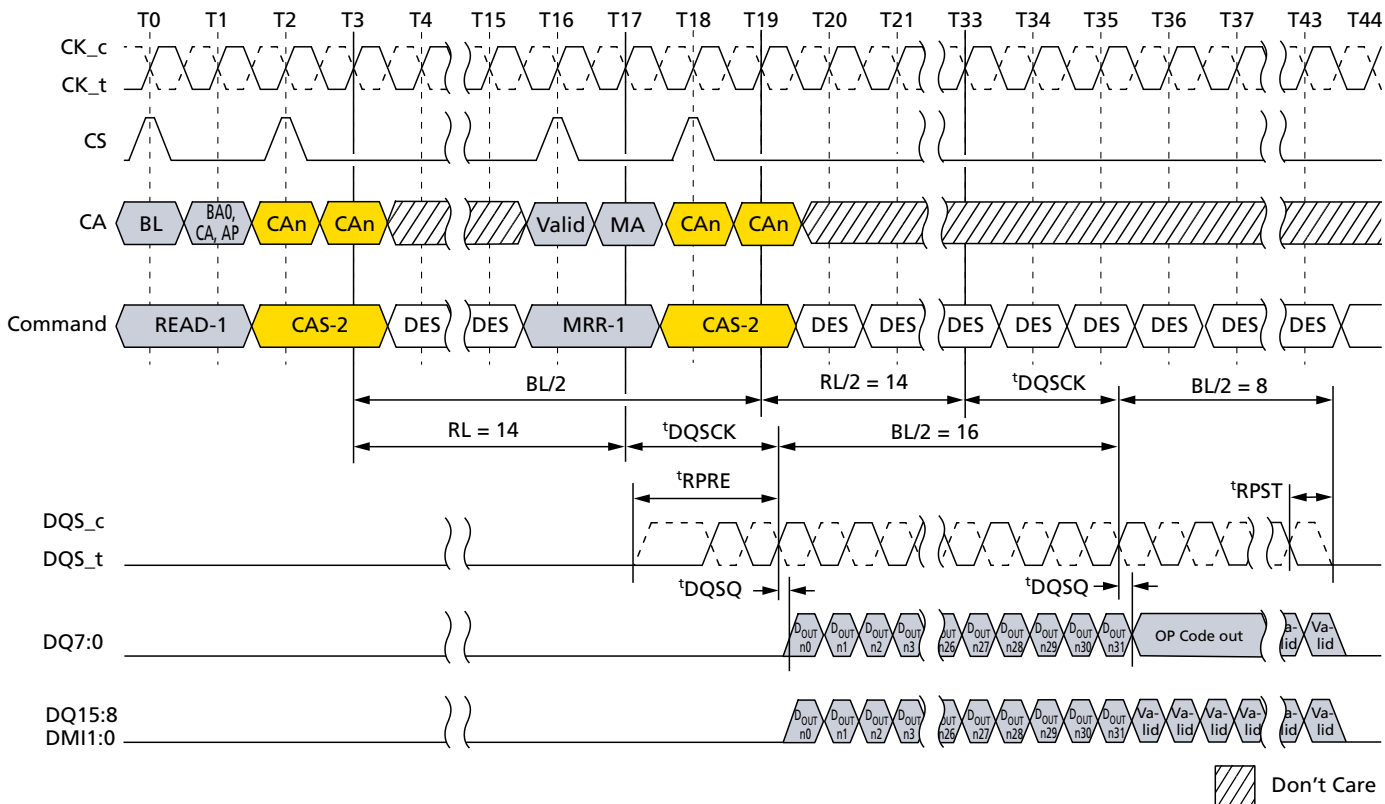 T0 T1 T2 T3 T4 T15 T16 T17 T18 T19 T20 T21 T33 T34 T35 T36 T37 T43 T44
CK_c
CK_t
CS
CA BL BA0, CA, AP CAn CAn Valid MA CAn CAn
Command READ-1 CAS-2 DES DES MRR-1 CAS-2 DES DES DES DES DES DES DES DES
BL/2 RL/2 = 14 tDQSCK BL/2 = 8
RL = 14 tDQSCK BL/2 = 16
tRPRE tRPST
DQS_c
DQS_t
tDQSQ tDQSQ
DQ7:0 DOUT n0 DOUT n1 DOUT n2 DOUT n3 DOUT n26 DOUT n27 DOUT n28 DOUT n29 DOUT n30 DOUT n31 OP Code out a-lid Va-lid
DQ15:8
DMI1:0 DOUT n0 DOUT n1 DOUT n2 DOUT n3 DOUT n26 DOUT n27 DOUT n28 DOUT n29 DOUT n30 DOUT n31 Va-lid Va-lid Va-lid Va-lid a-lid Va-lid
Don't Care